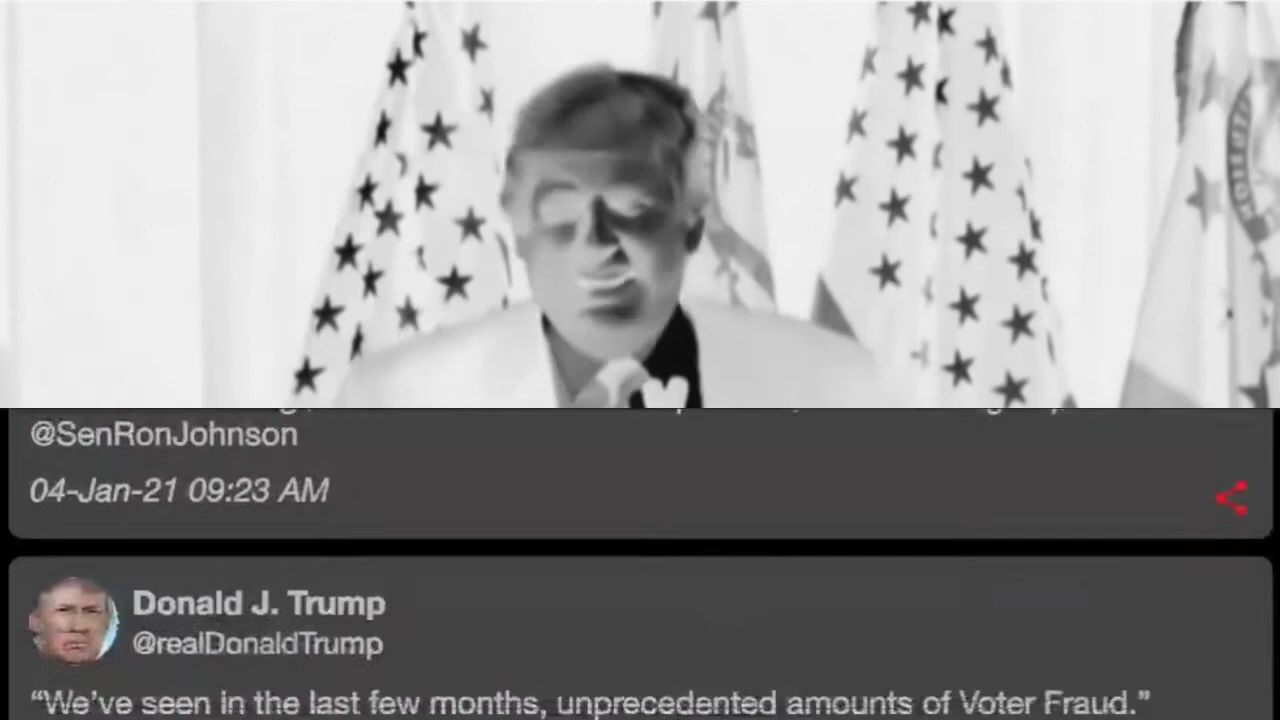 @SenRonJohnson
04-Jan-21 09:23 AM
Donald J. Trump
@realDonaldTrump
“We’ve seen in the last few months, unprecedented amounts of Voter Fraud.”